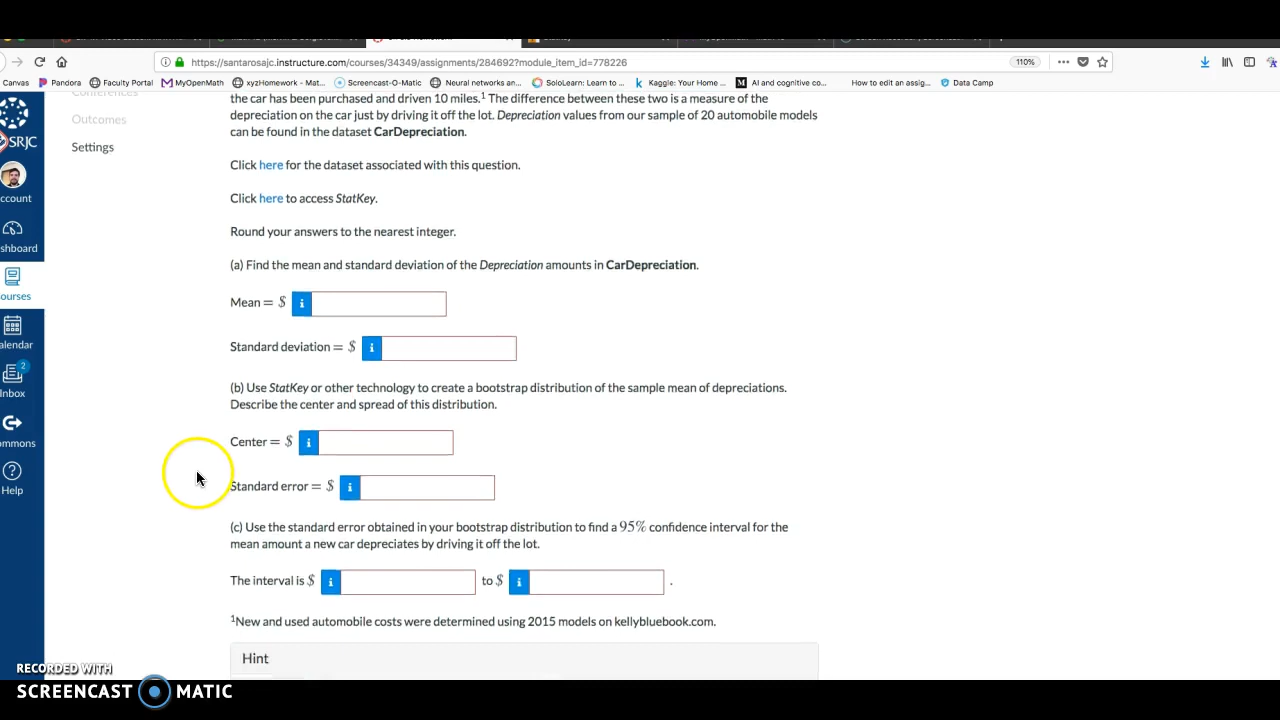 https://santarosajc.instructure.com/courses/34349/assignments/284692?module_item_id=778226
110%
Canvas Pandora Faculty Portal MyOpenMath xyzHomework - Mat... Screencast-O-Matic Neural networks an... SoloLearn: Learn to ... Kaggle: Your Home ... AI and cognitive co... How to edit an assig... Data Camp
Conferences
Outcomes
Settings
SRJC
ccount
shboard
ourses
alendar
2
Inbox
ommons
Help
the car has been purchased and driven 10 miles.1 The difference between these two is a measure of the
depreciation on the car just by driving it off the lot. Depreciation values from our sample of 20 automobile models
can be found in the dataset CarDepreciation.
Click here for the dataset associated with this question.
Click here to access StatKey.
Round your answers to the nearest integer.
(a) Find the mean and standard deviation of the Depreciation amounts in CarDepreciation.
Mean = $ i
Standard deviation = $ i
(b) Use StatKey or other technology to create a bootstrap distribution of the sample mean of depreciations.
Describe the center and spread of this distribution.
Center = $ i
Standard error = $ i
(c) Use the standard error obtained in your bootstrap distribution to find a 95% confidence interval for the
mean amount a new car depreciates by driving it off the lot.
The interval is $ i to $ i .
1New and used automobile costs were determined using 2015 models on kellybluebook.com.
Hint
RECORDED WITH
SCREENCAST MATIC